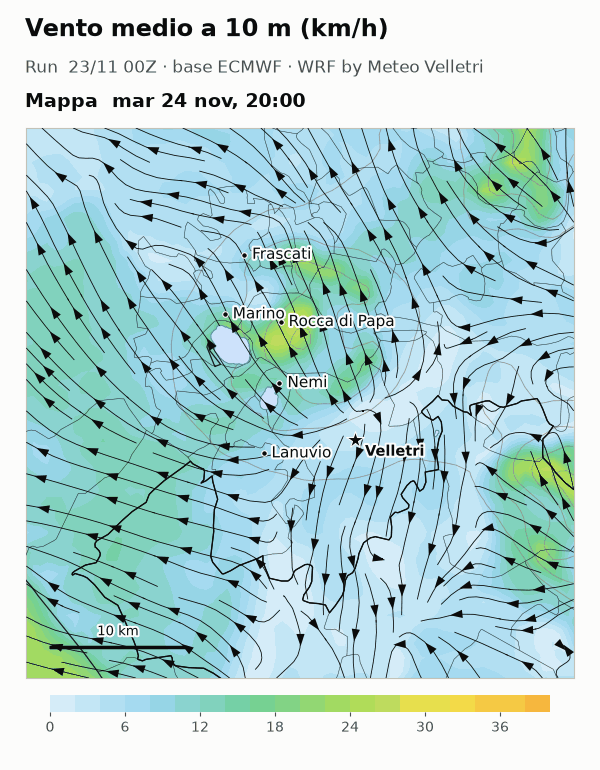 Vento medio a 10 m (km/h)
Run  23/11 00Z · base ECMWF · WRF by Meteo Velletri
Mappa  mar 24 nov, 20:00
Frascati
Marino
Rocca di Papa
Nemi
Lanuvio
Velletri
10 km
0 6 12 18 24 30 36